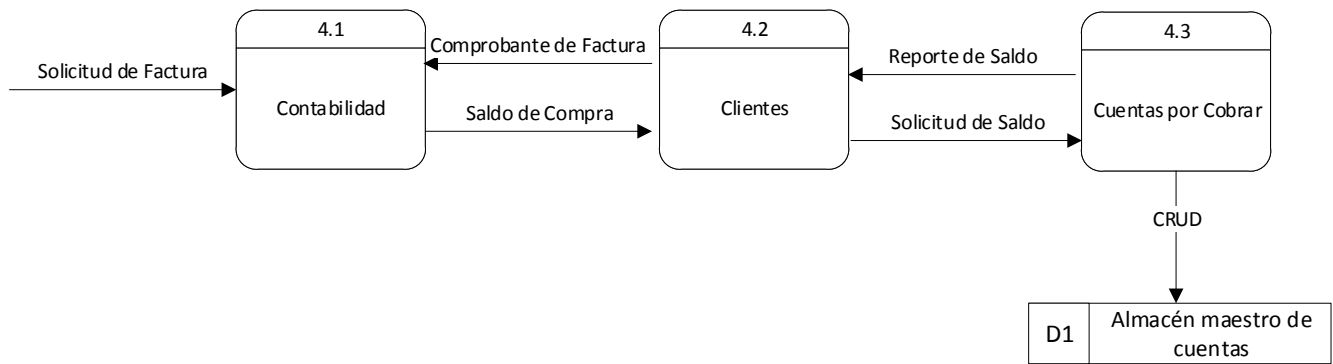 4.1
4.2
4.3
Solicitud de Factura
Comprobante de Factura
Reporte de Saldo
Contabilidad
Clientes
Cuentas por Cobrar
Saldo de Compra
Solicitud de Saldo
CRUD
D1
Almacén maestro de
cuentas